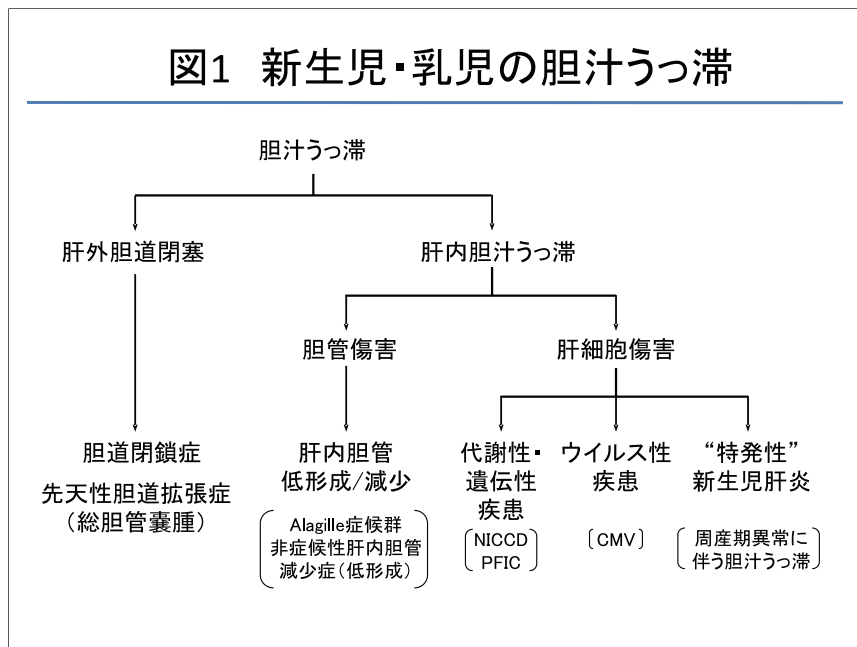 図1 新生児・乳児の胆汁うっ滞
胆汁うっ滞
肝外胆道閉塞
肝内胆汁うっ滞
胆管傷害
肝細胞傷害
胆道閉鎖症
先天性胆道拡張症
（総胆管嚢腫）
肝内胆管
低形成/減少
Alagille症候群
非症候性肝内胆管
減少症（低形成）
代謝性・
遺伝性
疾患
NICCD
PFIC
ウイルス性
疾患
〔CMV〕
“特発性”
新生児肝炎
周産期異常に
伴う胆汁うっ滞